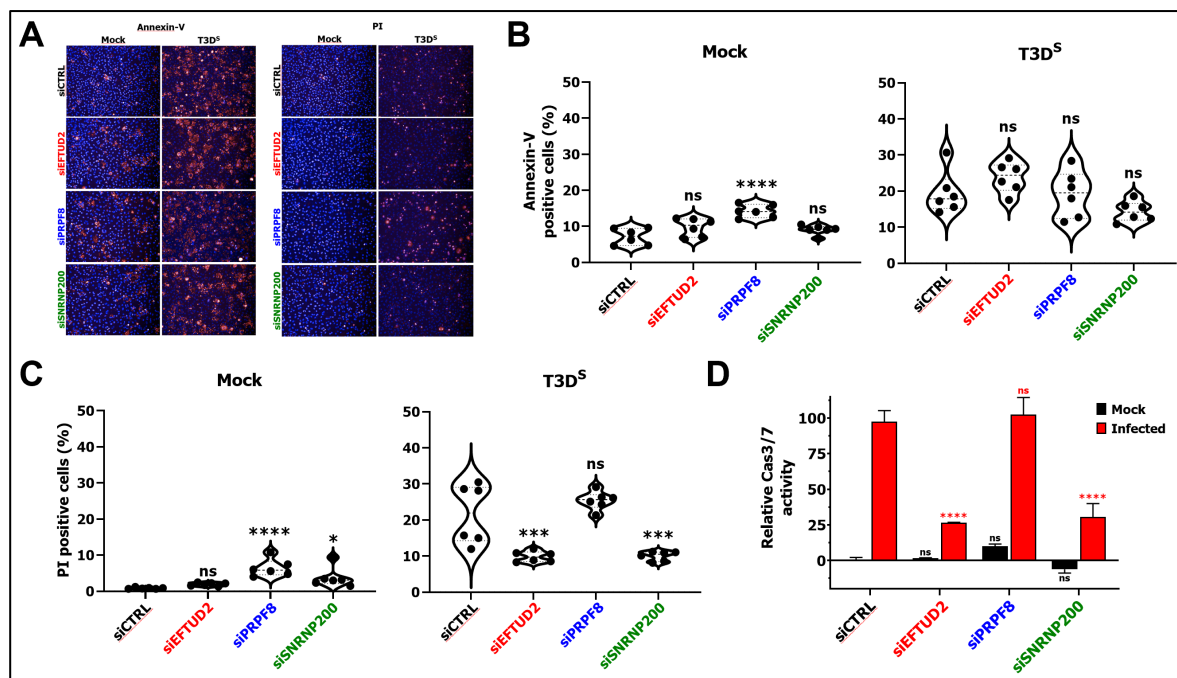 A
Annexin-V
PI
Mock
T3Dˢ
Mock
T3Dˢ
siCTRL
siEFTUD2
siPRPF8
siSNRNP200
siCTRL
siEFTUD2
siPRPF8
siSNRNP200
B
Mock
T3Dˢ
Annexin-V
positive cells (%)
50
40
30
20
10
0
ns
****
ns
siCTRL
siEFTUD2
siPRPF8
siSNRNP200
50
40
30
20
10
0
ns
ns
ns
siCTRL
siEFTUD2
siPRPF8
siSNRNP200
C
Mock
T3Dˢ
PI positive cells (%)
50
40
30
20
10
0
ns
****
*
siCTRL
siEFTUD2
siPRPF8
siSNRNP200
50
40
30
20
10
0
***
ns
***
siCTRL
siEFTUD2
siPRPF8
siSNRNP200
D
Relative Cas3/7
activity
100
75
50
25
0
Mock
Infected
ns
****
ns
ns
ns
****
siCTRL
siEFTUD2
siPRPF8
siSNRNP200